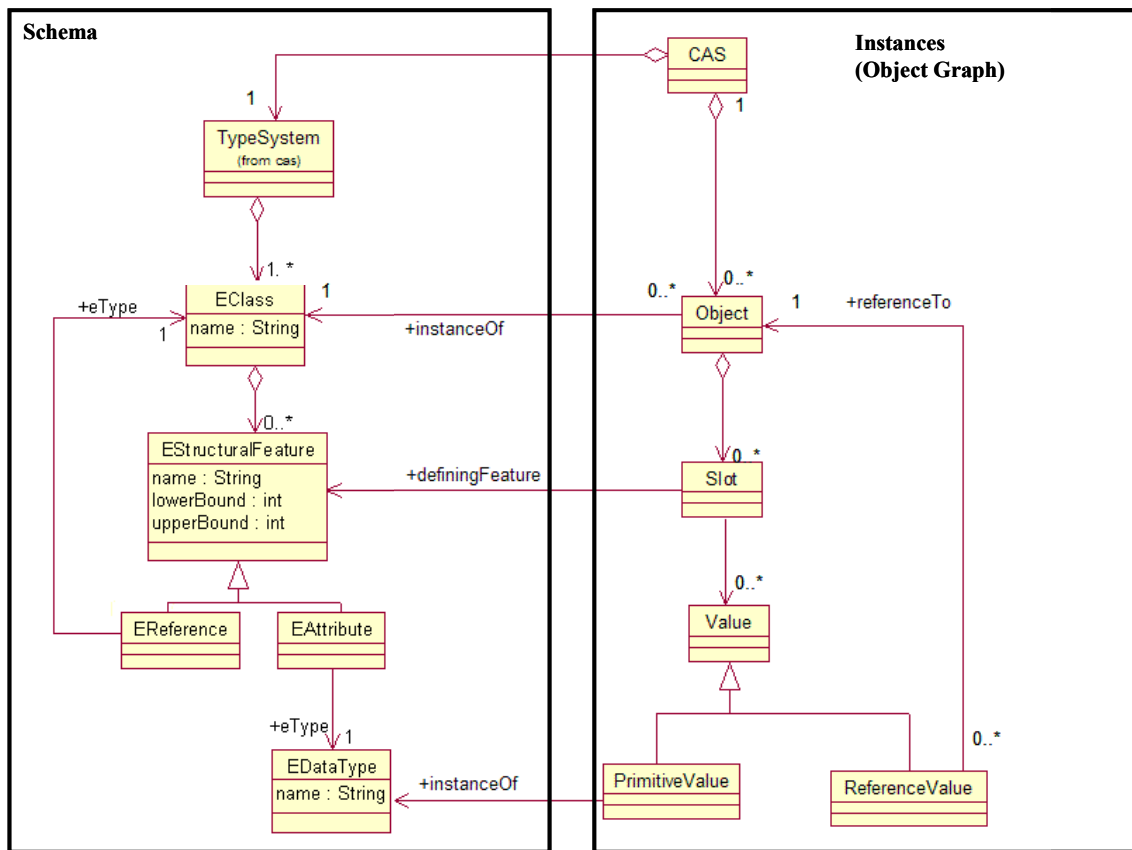 Schema
Instances
(Object Graph)
CAS
1
1
TypeSystem
(from cas)
1. *
0..*
EClass
name : String
+eType
1
1
+instanceOf
0..*
Object
1
+referenceTo
0..*
EStructuralFeature
name : String
lowerBound : int
upperBound : int
+definingFeature
0..*
Slot
0..*
Value
EReference
EAttribute
+eType
1
EDataType
name : String
+instanceOf
PrimitiveValue
0..*
ReferenceValue